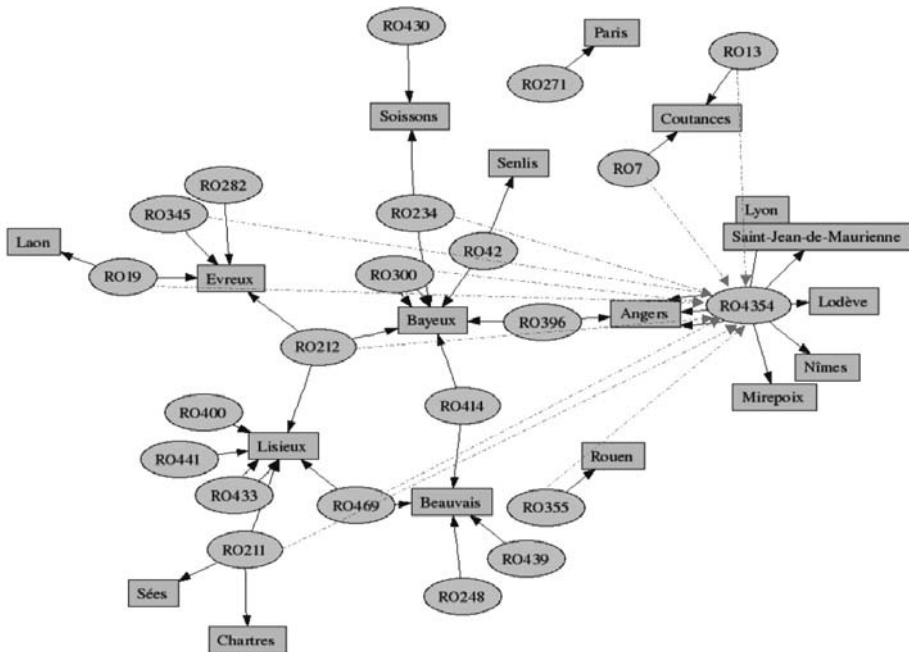 RO430
Paris
RO13
RO271
Soissons
Coutances
Senlis
RO7
RO282
RO345
RO234
Lyon
Saint-Jean-de-Maurienne
Laon
RO42
RO19
Evreux
RO300
RO4354
Lodève
Bayeux
RO396
Angers
RO212
Nîmes
Mirepoix
RO400
RO414
Lisieux
RO441
Rouen
RO433
RO469
Beauvais
RO355
RO211
RO439
Sées
RO248
Chartres